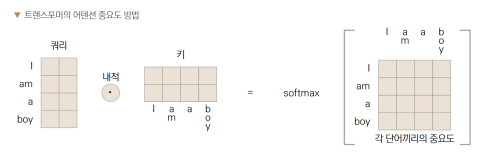 ▼ 트랜스포머의 어텐션 중요도 방법
쿼리
I
am
a
boy
내적
키
I am a boy
=
softmax
I am a boy
I
am
a
boy
각 단어끼리의 중요도